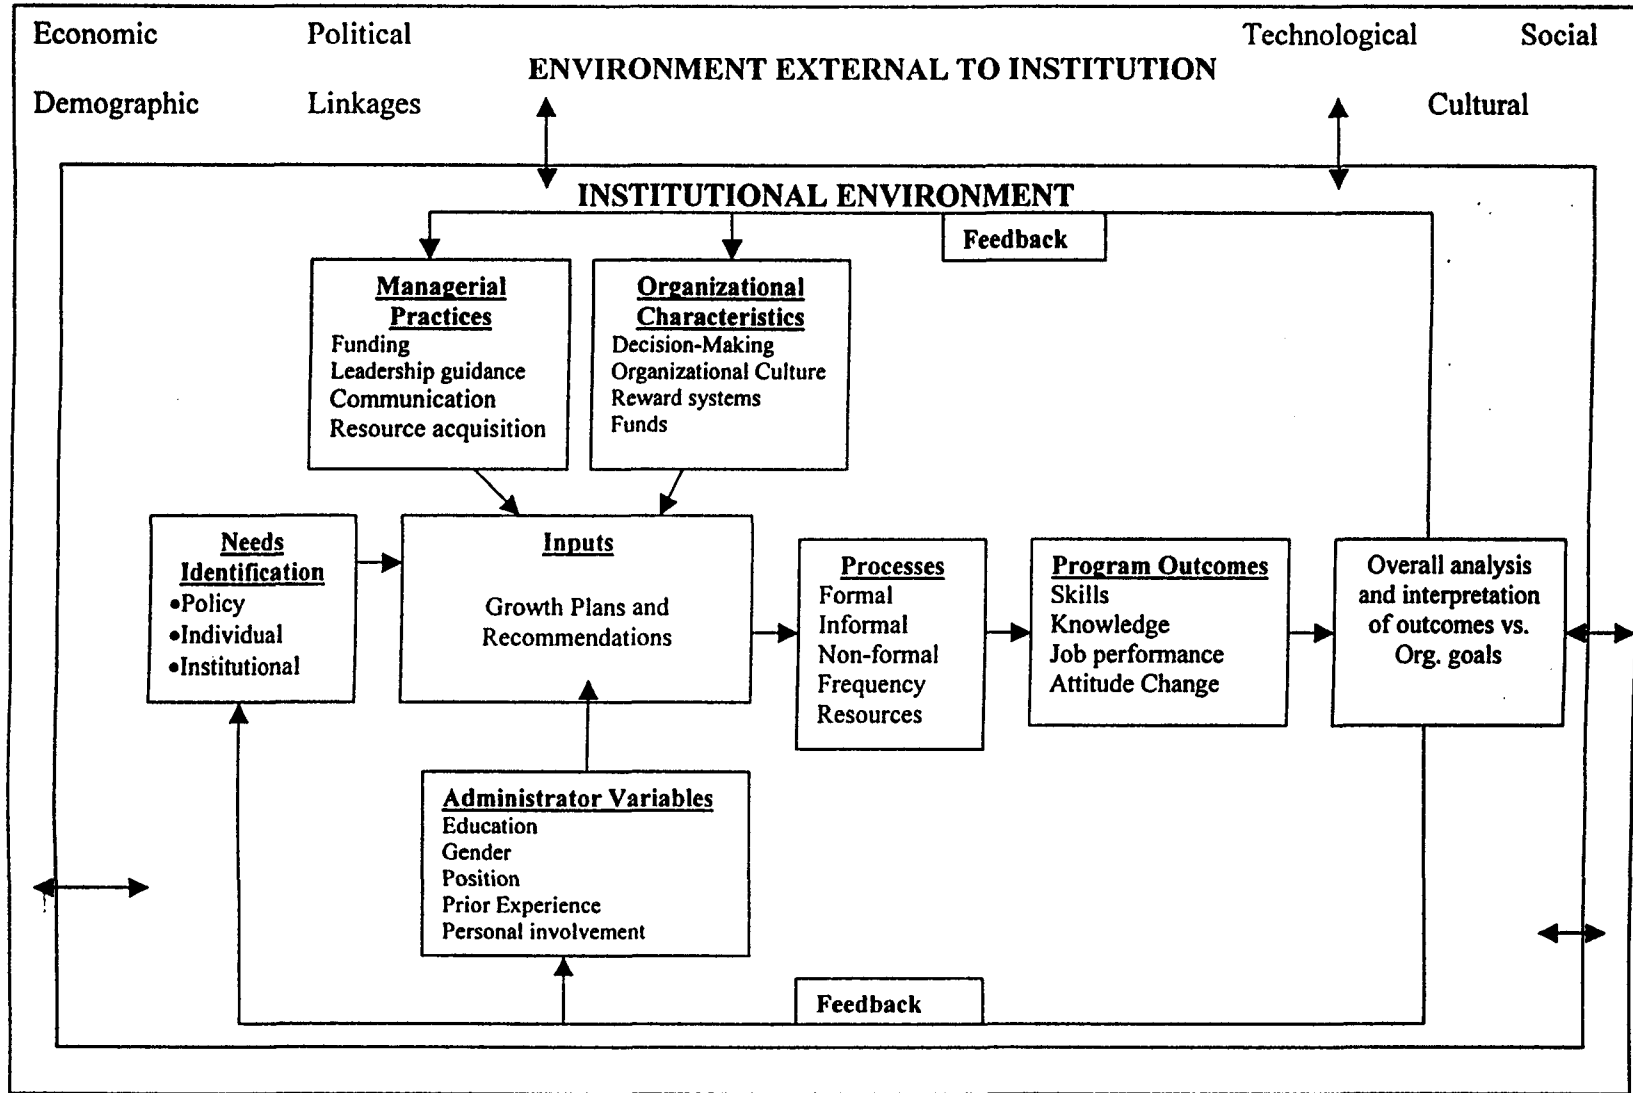 Economic
Political
Technological
Social
ENVIRONMENT EXTERNAL TO INSTITUTION
Demographic
Linkages
Cultural
INSTITUTIONAL ENVIRONMENT
Feedback
Managerial
Practices
Funding
Leadership guidance
Communication
Resource acquisition
Organizational
Characteristics
Decision-Making
Organizational Culture
Reward systems
Funds
Needs
Identification
•Policy
•Individual
•Institutional
Inputs
Growth Plans and
Recommendations
Processes
Formal
Informal
Non-formal
Frequency
Resources
Program Outcomes
Skills
Knowledge
Job performance
Attitude Change
Overall analysis
and interpretation
of outcomes vs.
Org. goals
Administrator Variables
Education
Gender
Position
Prior Experience
Personal involvement
Feedback